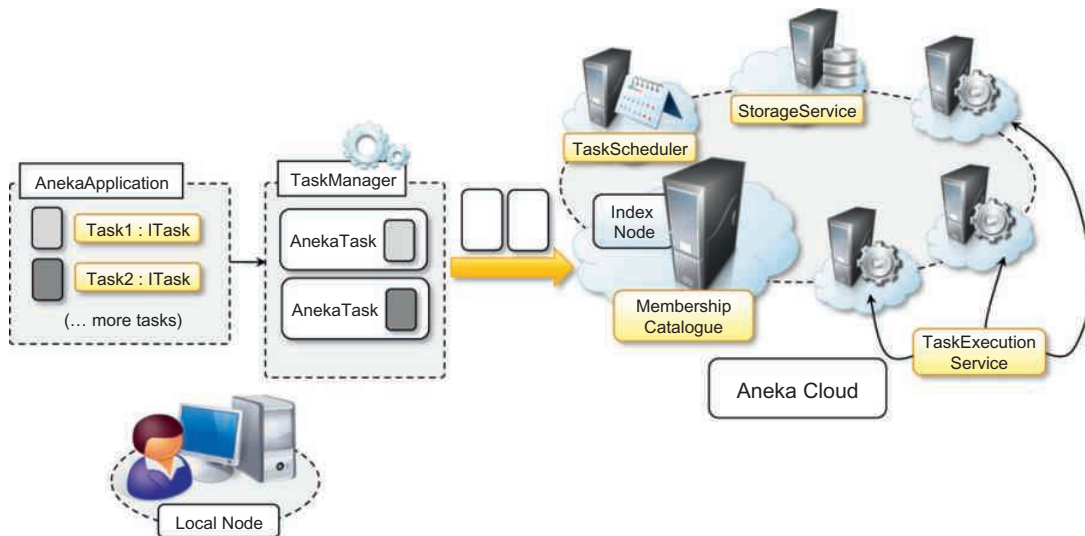 AnekaApplication
Task1 : ITask
Task2 : ITask
(... more tasks)
TaskManager
AnekaTask
AnekaTask
Local Node
TaskScheduler
StorageService
Index
Node
Membership
Catalogue
TaskExecution
Service
Aneka Cloud